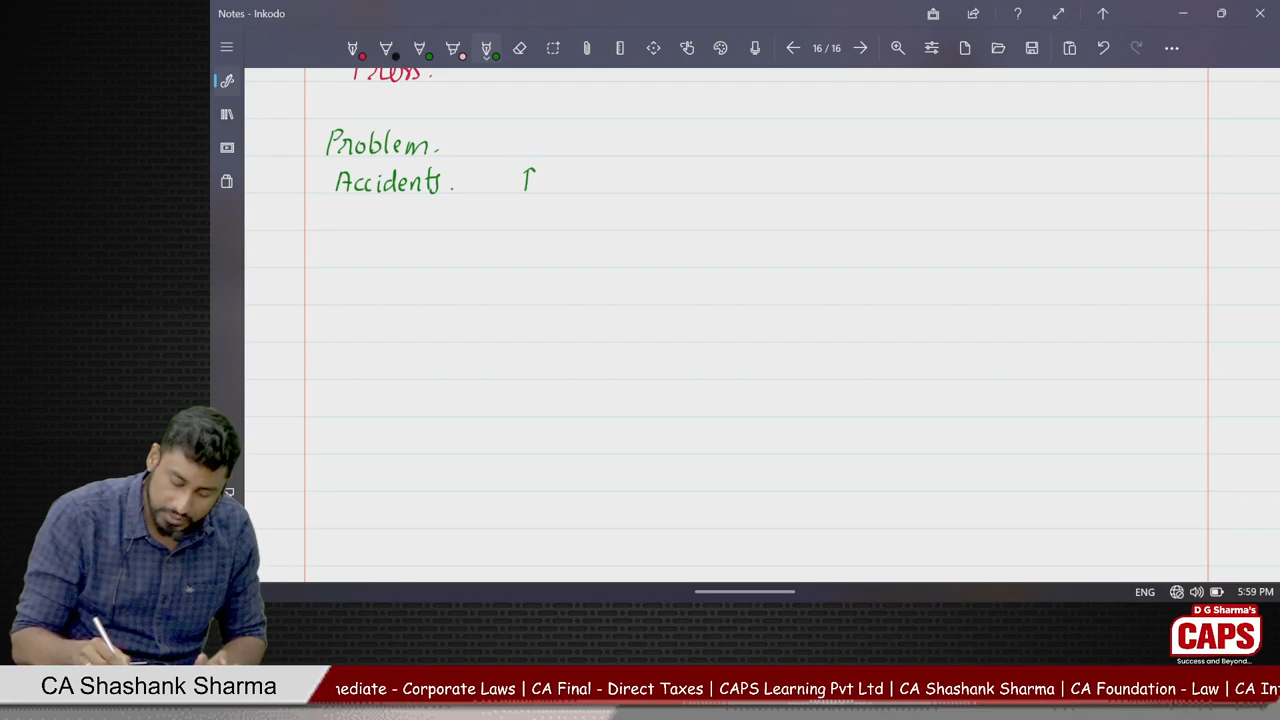 Notes - Inkodo
16/16
Problem.
Accidents. ↑
ENG 5:59 PM
D G Sharma's
CAPS
Success and Beyond...
CA Shashank Sharma
nediate - Corporate Laws | CA Final - Direct Taxes | CAPS Learning Pvt Ltd | CA Shashank Sharma | CA Foundation - Law | CA In